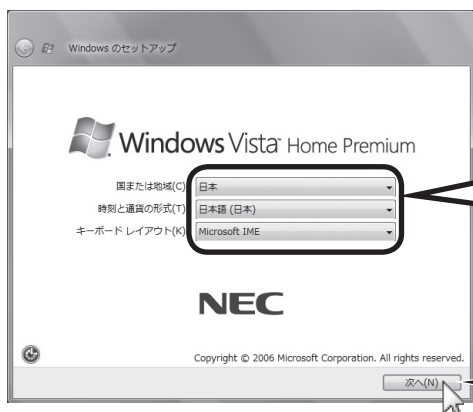 Windows のセットアップ
Windows Vista™ Home Premium
国または地域(C) 日本
時刻と通貨の形式(T) 日本語 (日本)
キーボード レイアウト(K) Microsoft IME
NEC
Copyright © 2006 Microsoft Corporation. All rights reserved.
次へ(N)